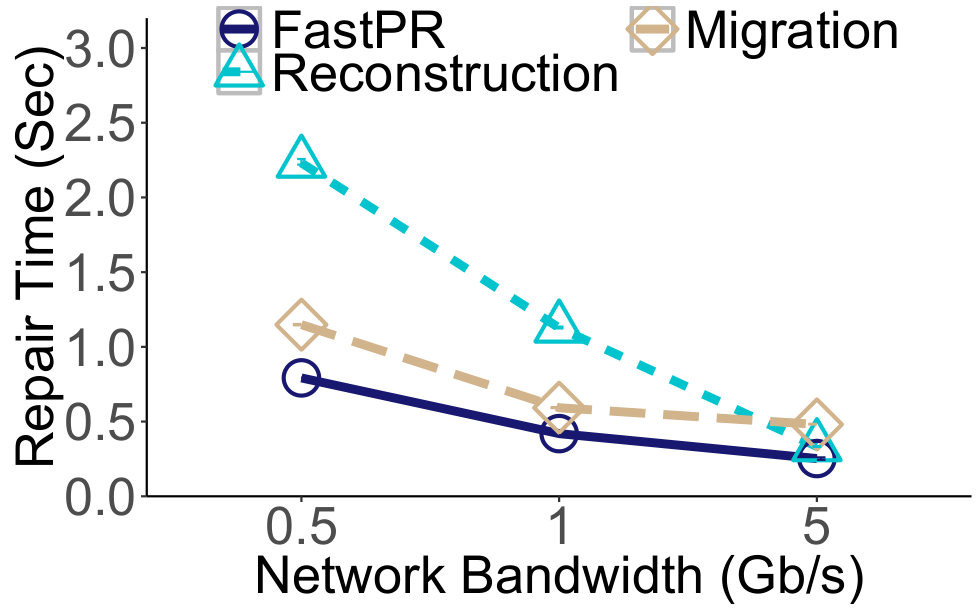 FastPR
Migration
Reconstruction
Repair Time (Sec)
3.0
2.5
2.0
1.5
1.0
0.5
0.0
0.5 1 5
Network Bandwidth (Gb/s)